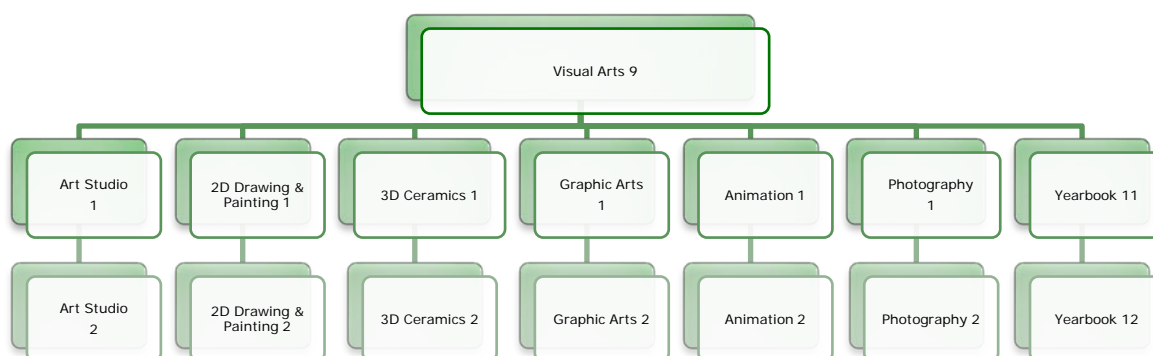 Visual Arts 9
Art Studio
1
2D Drawing &
Painting 1
3D Ceramics 1
Graphic Arts
1
Animation 1
Photography
1
Yearbook 11
Art Studio
2
2D Drawing &
Painting 2
3D Ceramics 2
Graphic Arts 2
Animation 2
Photography 2
Yearbook 12